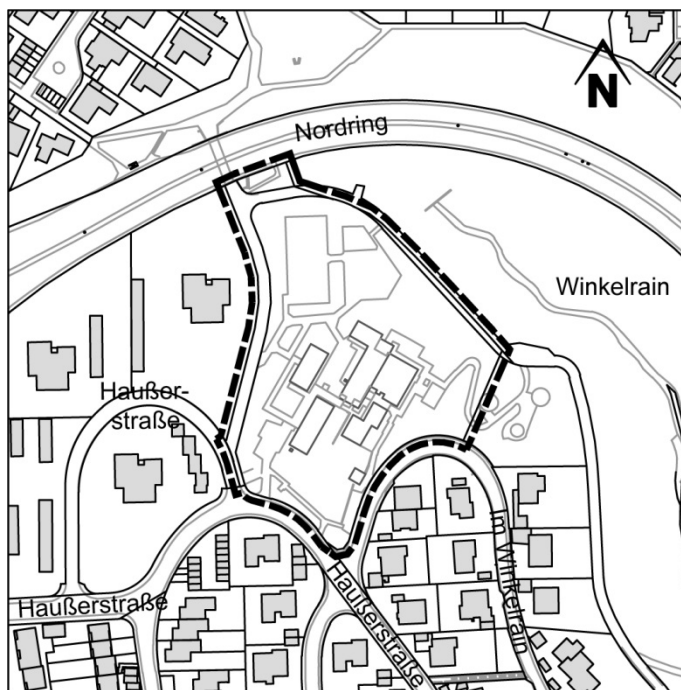 N
Nordring
Winkelrain
Haußer-
straße
Im Winkelrain
Haußerstraße
Haußerstraße